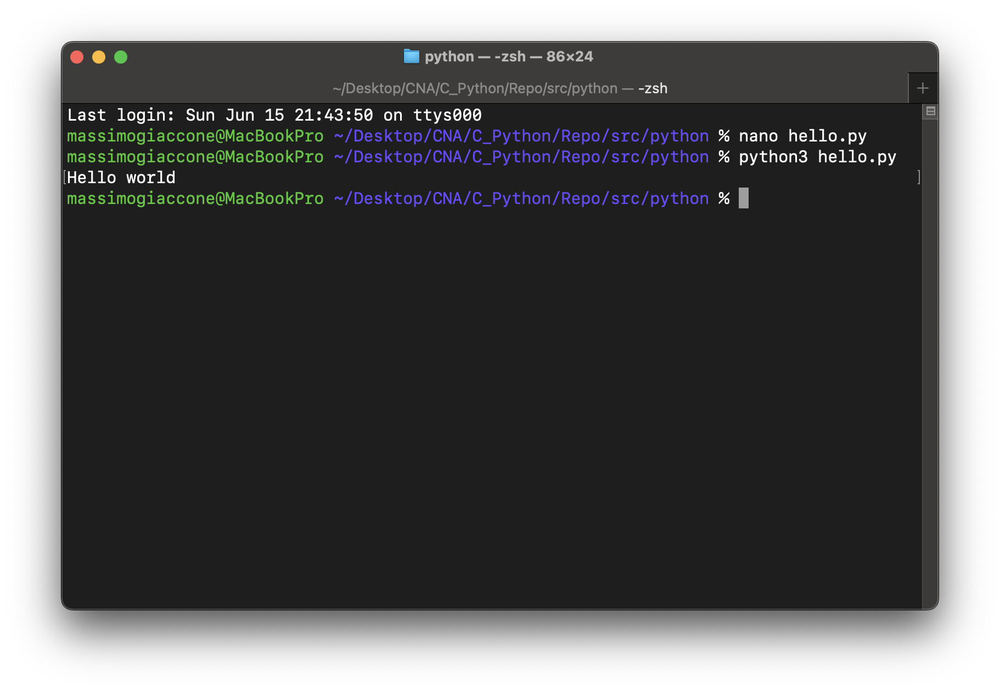 python — -zsh — 86×24
~/Desktop/CNA/C_Python/Repo/src/python — -zsh
Last login: Sun Jun 15 21:43:50 on ttys000
massimogiaccone@MacBookPro ~/Desktop/CNA/C_Python/Repo/src/python % nano hello.py
massimogiaccone@MacBookPro ~/Desktop/CNA/C_Python/Repo/src/python % python3 hello.py
[Hello world ]
massimogiaccone@MacBookPro ~/Desktop/CNA/C_Python/Repo/src/python %